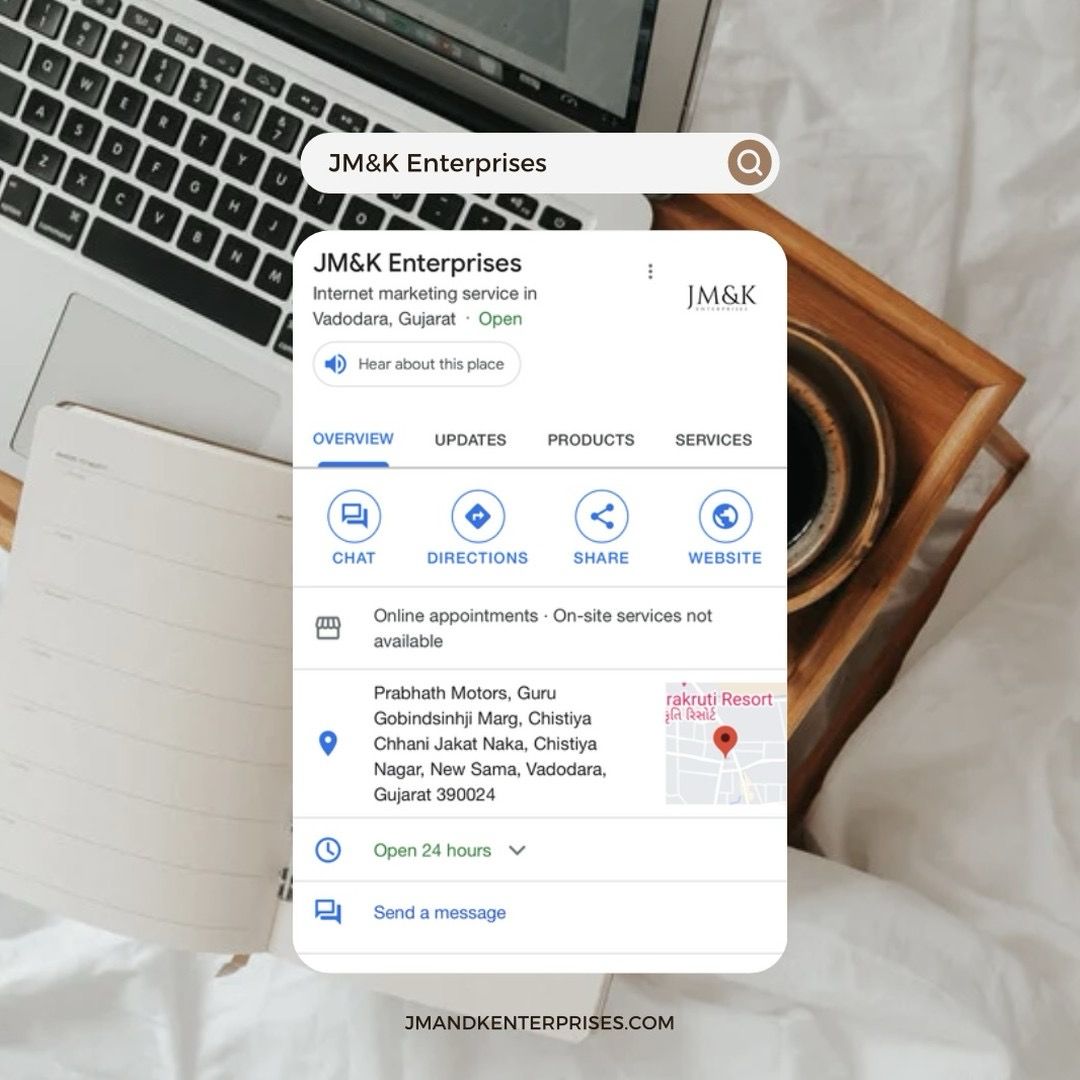 JM&K Enterprises
JM&K Enterprises
Internet marketing service in
Vadodara, Gujarat · Open
JM&K
ENTERPRISES
Hear about this place
OVERVIEW
UPDATES
PRODUCTS
SERVICES
CHAT
DIRECTIONS
SHARE
WEBSITE
Online appointments · On-site services not
available
Prabhath Motors, Guru
Gobindsinhji Marg, Chistiya
Chhani Jakat Naka, Chistiya
Nagar, New Sama, Vadodara,
Gujarat 390024
rakruti Resort
કૃતિ રિસોર્ટ
Open 24 hours
Send a message
JMANDKENTERPRISES.COM